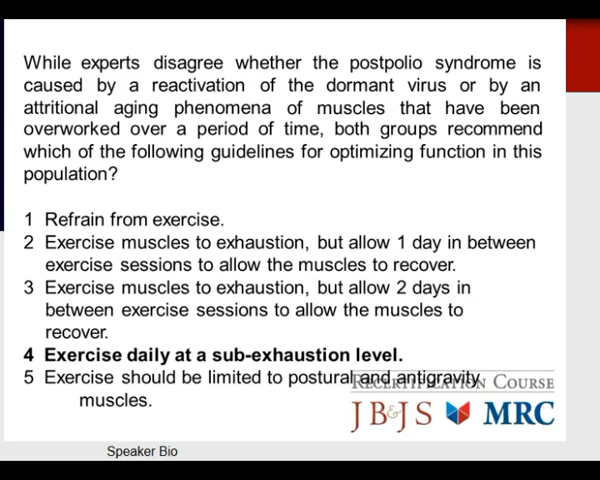 While experts disagree whether the postpolio syndrome is
caused by a reactivation of the dormant virus or by an
attritional aging phenomena of muscles that have been
overworked over a period of time, both groups recommend
which of the following guidelines for optimizing function in this
population?
1 Refrain from exercise.
2 Exercise muscles to exhaustion, but allow 1 day in between
exercise sessions to allow the muscles to recover.
3 Exercise muscles to exhaustion, but allow 2 days in
between exercise sessions to allow the muscles to
recover.
4 Exercise daily at a sub-exhaustion level.
5 Exercise should be limited to postural and antigravity
muscles.
RECERTIFICATION COURSE
JB&JS MRC
Speaker Bio